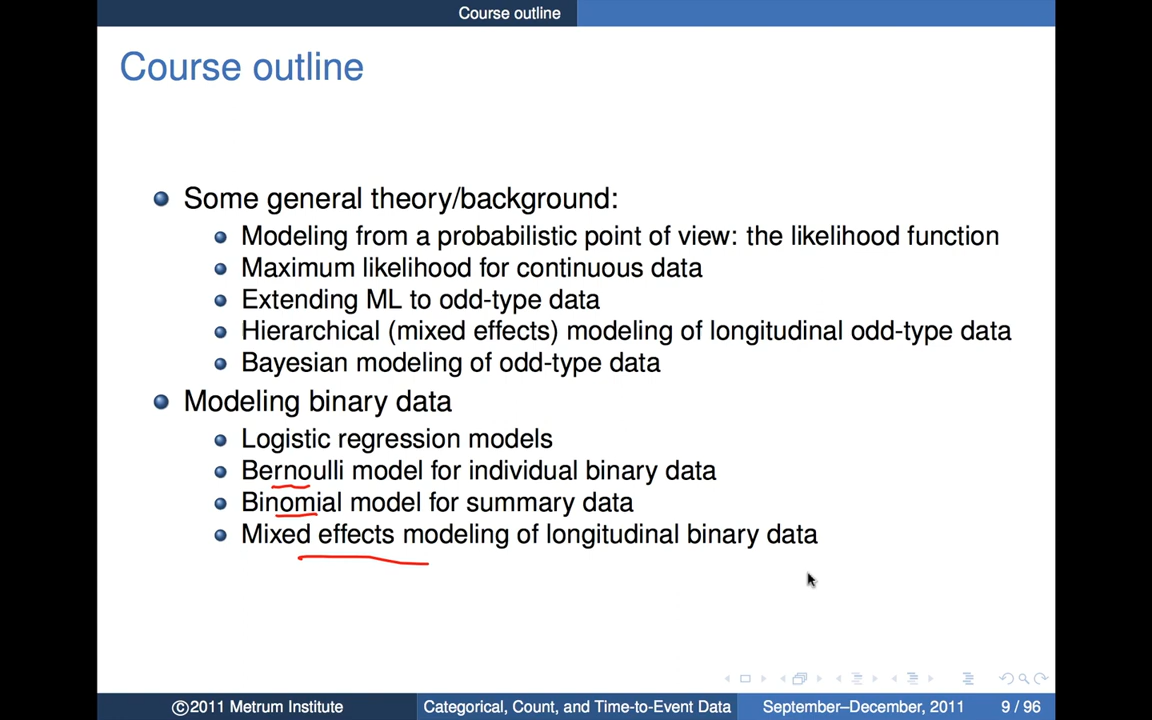 Course outline
Course outline
Some general theory/background:
Modeling from a probabilistic point of view: the likelihood function
Maximum likelihood for continuous data
Extending ML to odd-type data
Hierarchical (mixed effects) modeling of longitudinal odd-type data
Bayesian modeling of odd-type data
Modeling binary data
Logistic regression models
Bernoulli model for individual binary data
Binomial model for summary data
Mixed effects modeling of longitudinal binary data
©2011 Metrum Institute Categorical, Count, and Time-to-Event Data September–December, 2011 9 / 96